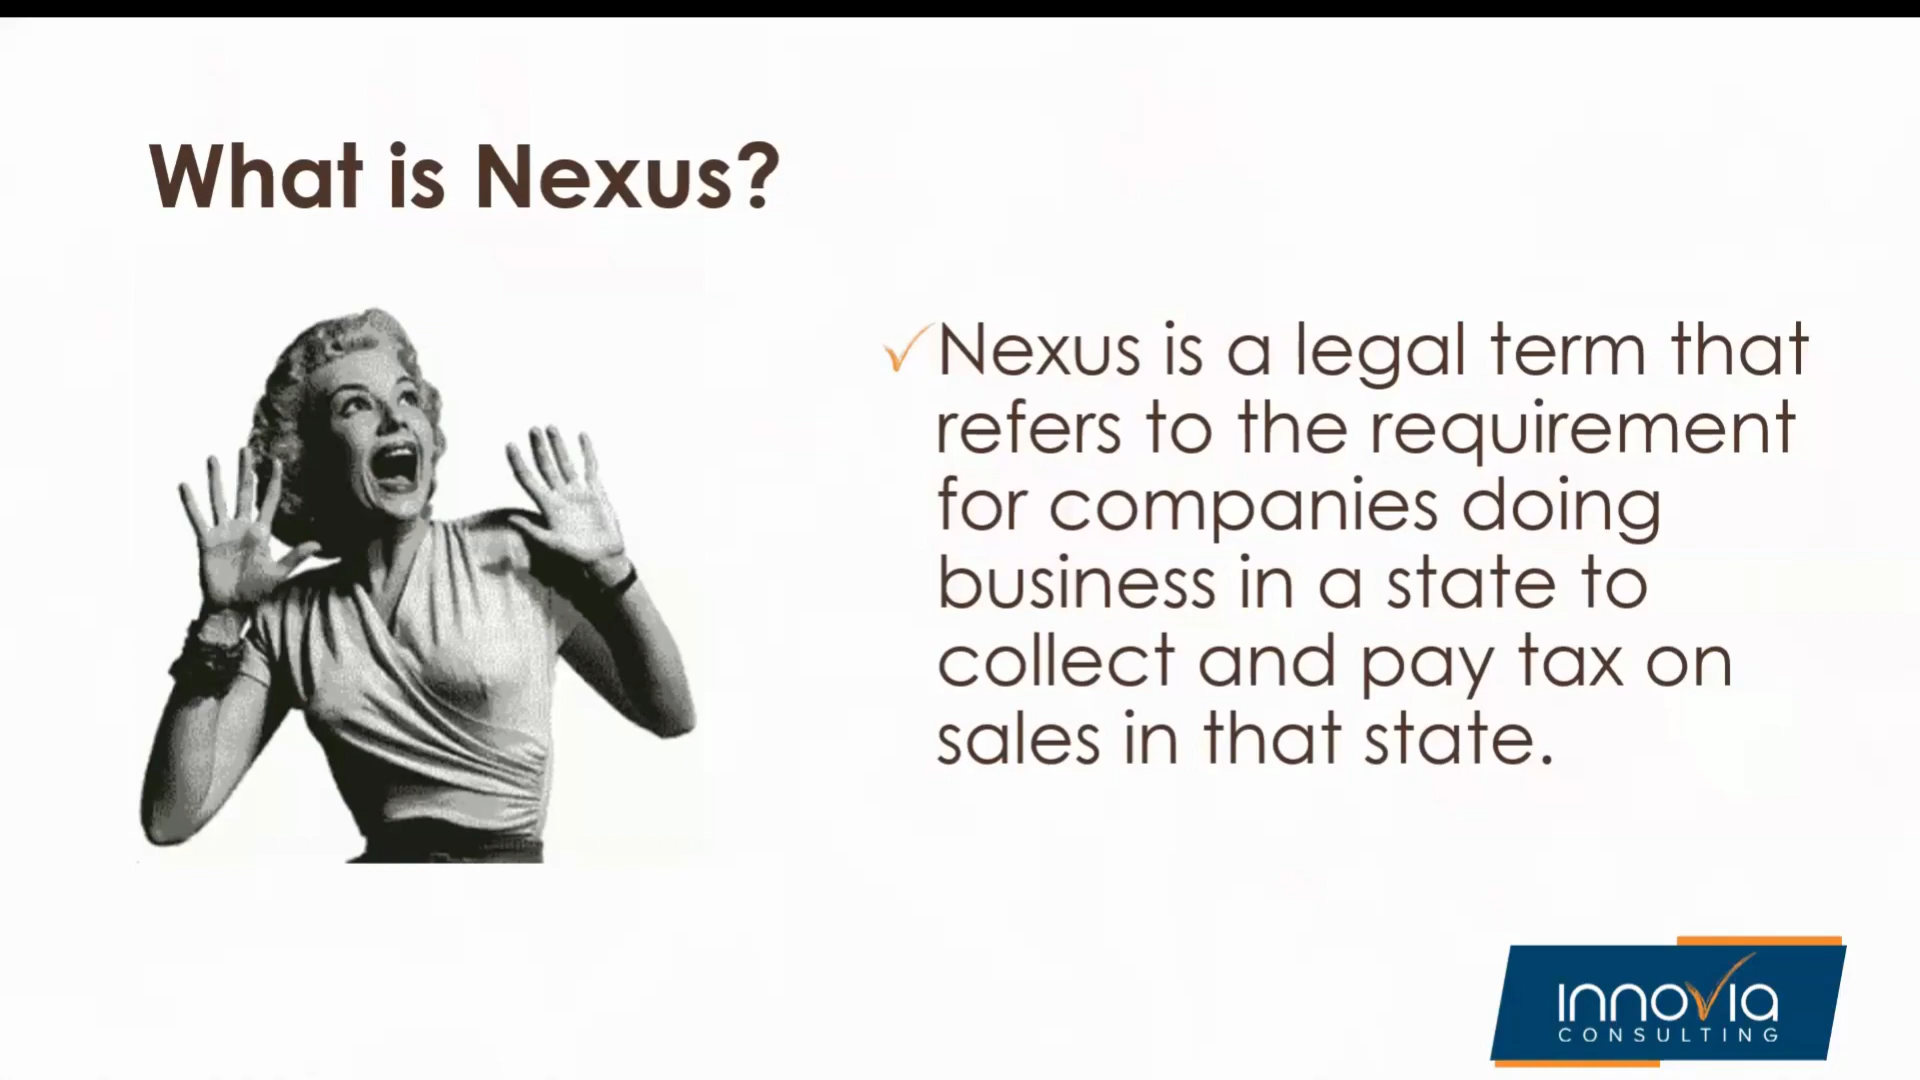 What is Nexus?
Nexus is a legal term that
refers to the requirement
for companies doing
business in a state to
collect and pay tax on
sales in that state.
innovia
CONSULTING